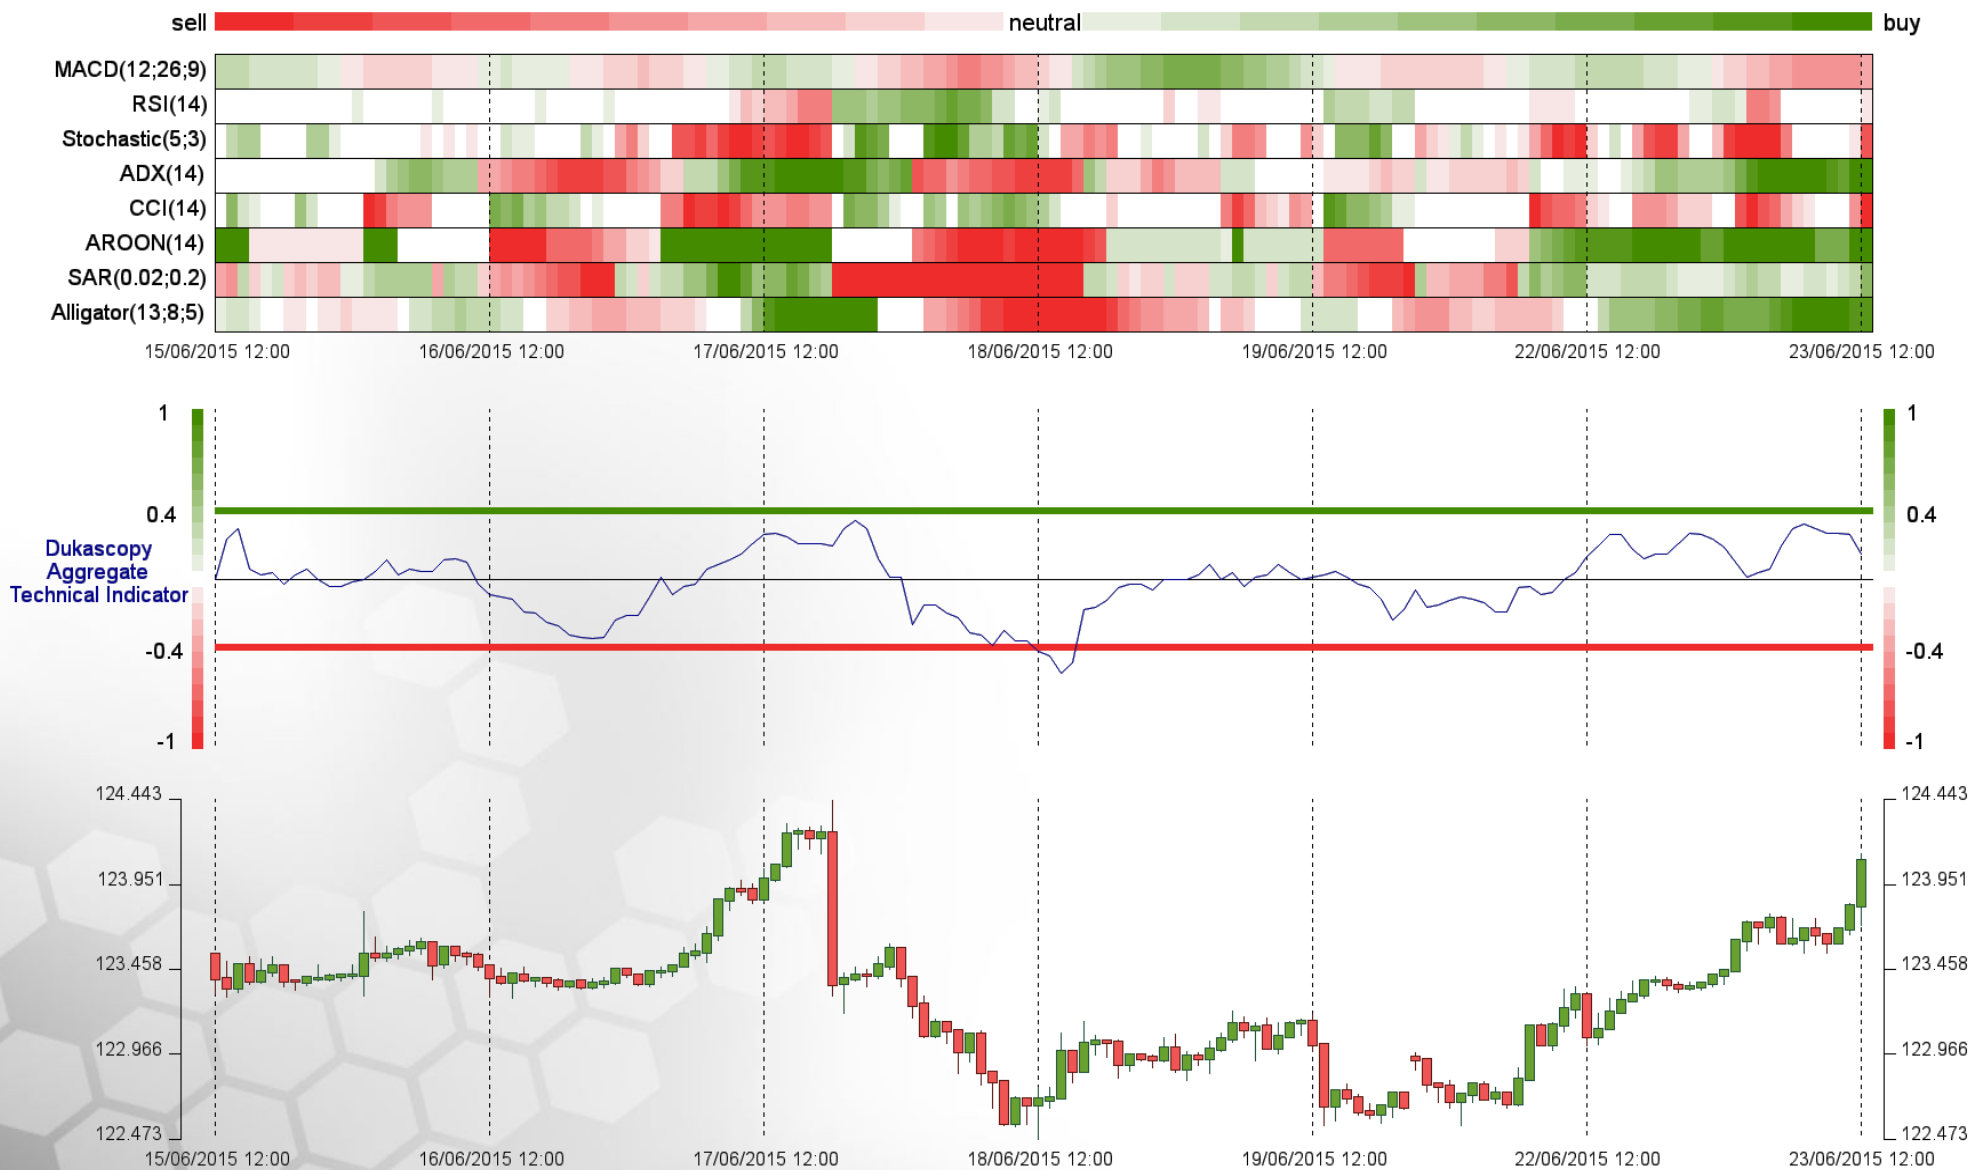 sell neutral buy
MACD(12;26;9)
RSI(14)
Stochastic(5;3)
ADX(14)
CCI(14)
AROON(14)
SAR(0.02;0.2)
Alligator(13;8;5)
15/06/2015 12:00 16/06/2015 12:00 17/06/2015 12:00 18/06/2015 12:00 19/06/2015 12:00 22/06/2015 12:00 23/06/2015 12:00
1 1
0.4 0.4
Dukascopy
Aggregate
Technical Indicator
-0.4 -0.4
-1 -1
124.443 124.443
123.951 123.951
123.458 123.458
122.966 122.966
122.473 122.473
15/06/2015 12:00 16/06/2015 12:00 17/06/2015 12:00 18/06/2015 12:00 19/06/2015 12:00 22/06/2015 12:00 23/06/2015 12:00